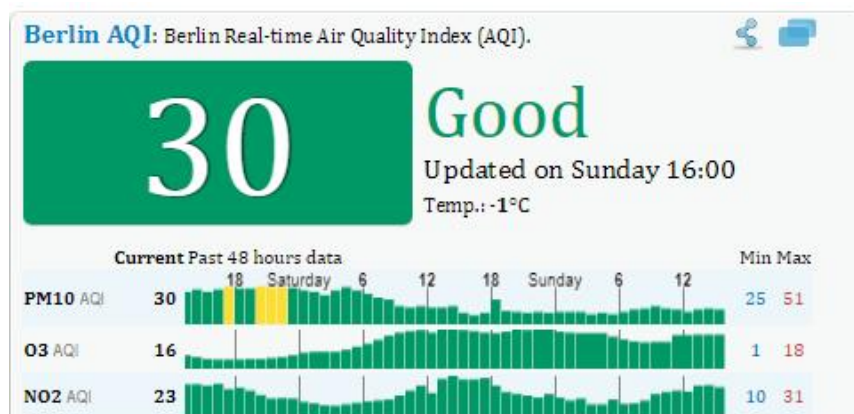 Berlin AQI: Berlin Real-time Air Quality Index (AQI).
30
Good
Updated on Sunday 16:00
Temp.: -1°C
Current Past 48 hours data Min Max
18 Saturday 6 12 18 Sunday 6 12
PM10 AQI 30 25 51
O3 AQI 16 1 18
NO2 AQI 23 10 31